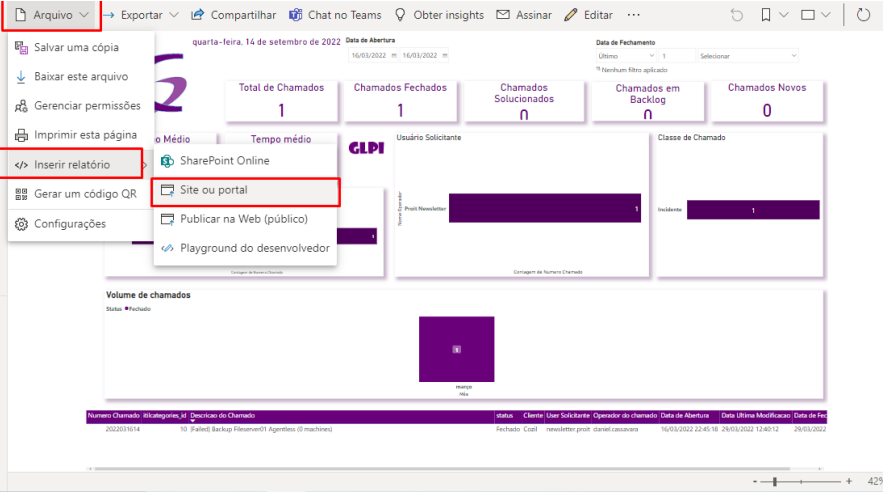 Arquivo Exportar Compartilhar Chat no Teams Obter insights Assinar Editar ...
Salvar uma cópia
Baixar este arquivo
Gerenciar permissões
Imprimir esta página
Inserir relatório
Gerar um código QR
Configurações
SharePoint Online
Site ou portal
Publicar na Web (público)
Playground do desenvolvedor
quarta-feira, 14 de setembro de 2022
Data de Abertura
16/03/2022 16/03/2022
Data de Fechamento
Último 1 Selecionar
Nenhum filtro aplicado
Total de Chamados
1
Chamados Fechados
1
Chamados
Solucionados
0
Chamados em
Backlog
0
Chamados Novos
0
o Médio
Tempo médio
GLPI
Usuário Solicitante
Nome Operador
Proit Newsletter
1
Contagem de Numero Chamado
Classe de Chamado
Incidente
1
1
Contagem de Numero Chamado
Volume de chamados
Status Fechado
1
março
Mês
Numero Chamado itilcategories_id Descricao do Chamado status Cliente User Solicitante Operador do chamado Data de Abertura Data Ultima Modificacao Data de Fec
2022031614 10 [Failed] Backup Fileserver01 Agentless (0 machines) Fechado Cozil newsletter.proit daniel.cassavara 16/03/2022 22:45:18 29/03/2022 12:40:12 29/03/2022
- + 42%